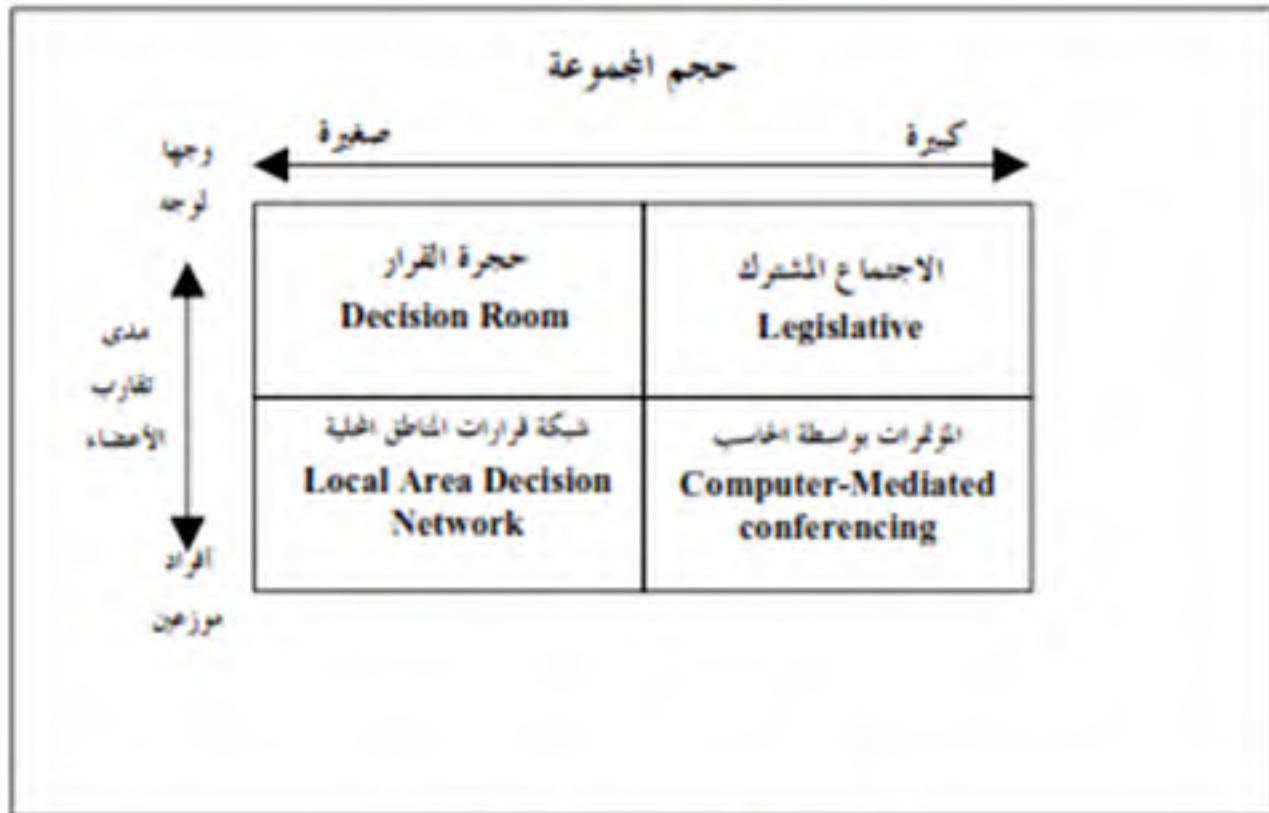 حجم المجموعة
صغيرة
كبيرة
وجها
لوجه
مدى
تقارب
الأعضاء
أفراد
موزعين
حجرة القرار
Decision Room
الاجتماع المشترك
Legislative
شبكة قرارات المناطق المحلية
Local Area Decision
Network
المؤتمرات بواسطة الحاسب
Computer-Mediated
conferencing